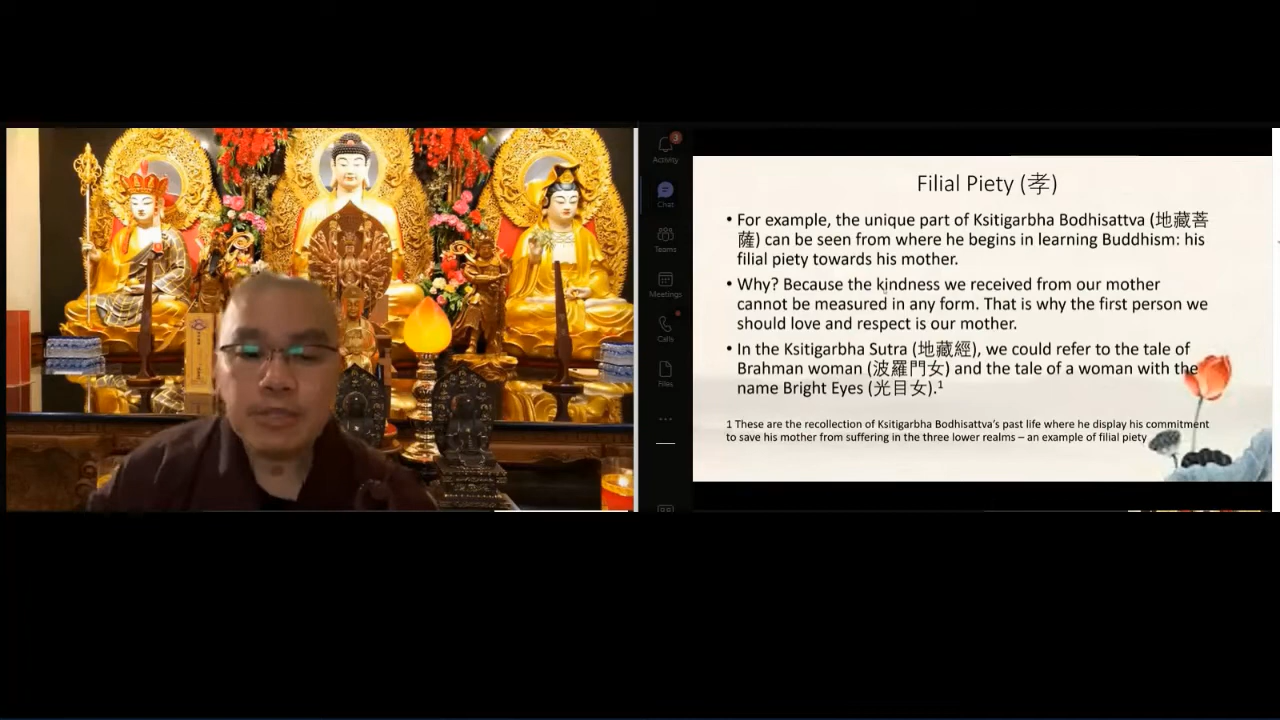 Activity
Chat
Teams
Meetings
Calls
Files
Filial Piety (孝)
• For example, the unique part of Ksitigarbha Bodhisattva (地藏菩
薩) can be seen from where he begins in learning Buddhism: his
filial piety towards his mother.
• Why? Because the kindness we received from our mother
cannot be measured in any form. That is why the first person we
should love and respect is our mother.
• In the Ksitigarbha Sutra (地藏經), we could refer to the tale of
Brahman woman (波羅門女) and the tale of a woman with the
name Bright Eyes (光目女).¹
1 These are the recollection of Ksitigarbha Bodhisattva's past life where he display his commitment
to save his mother from suffering in the three lower realms – an example of filial piety